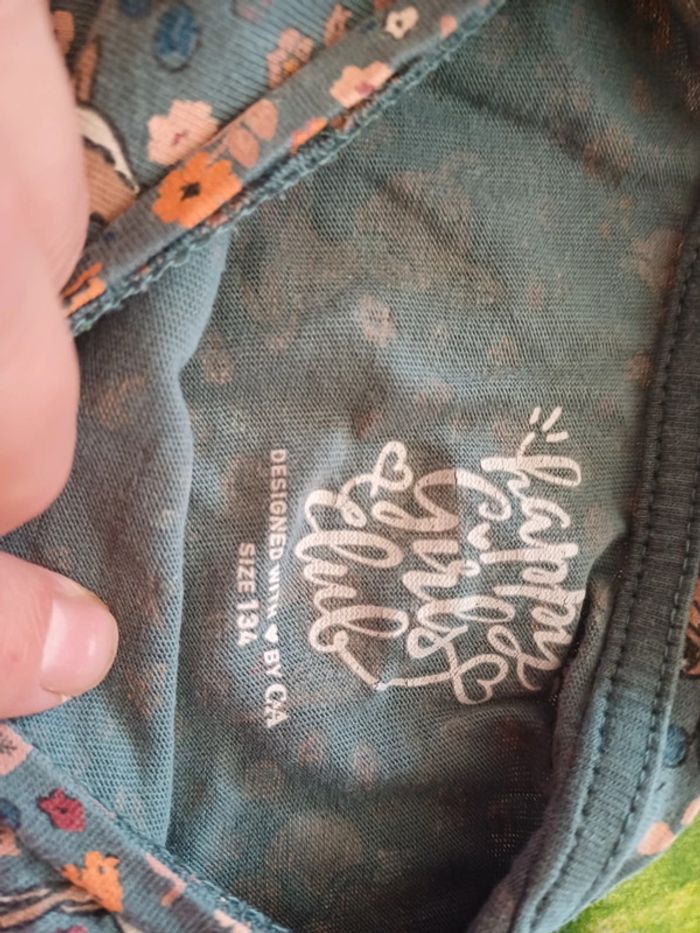 happy
Girls
club
DESIGNED WITH ♥ BY C&A
SIZE 134